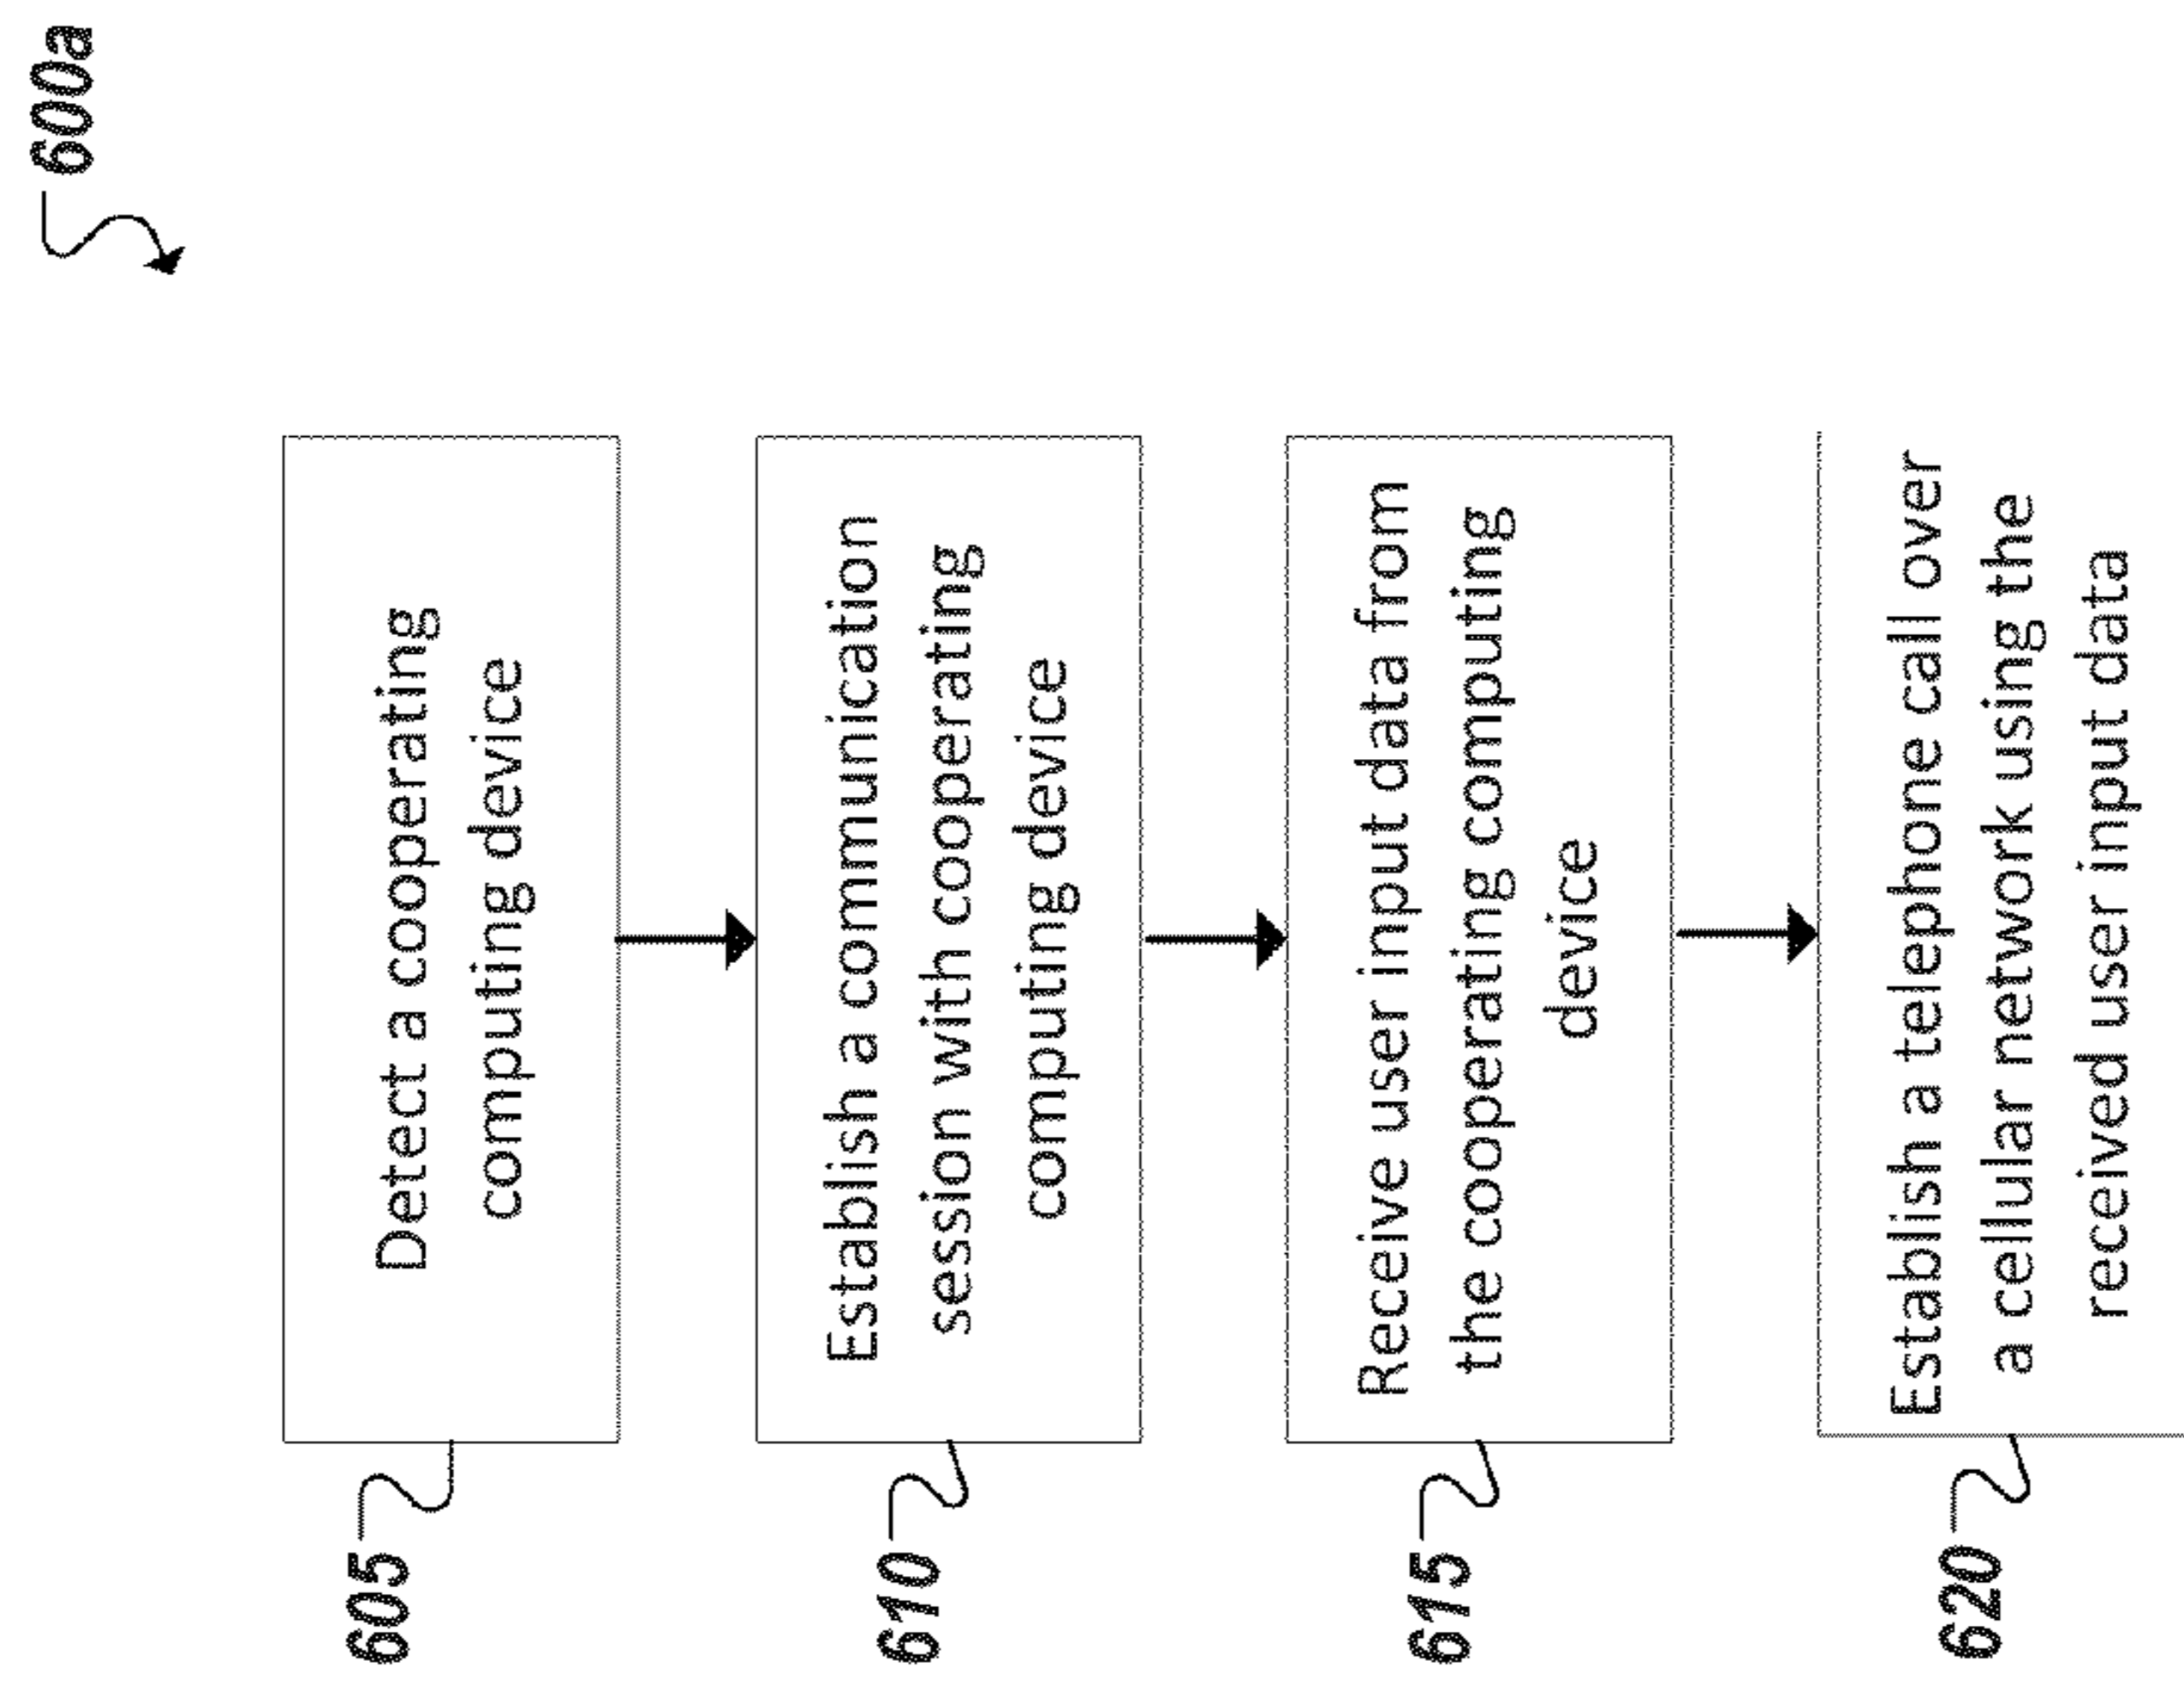 600a
605
Detect a cooperating
computing device
610
Establish a communication
session with cooperating
computing device
615
Receive user input data from
the cooperating computing
device
620
Establish a telephone call over
a cellular network using the
received user input data